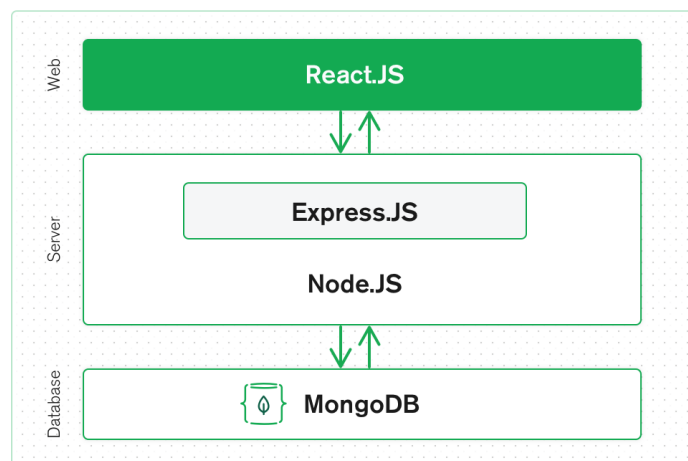 Web
React.JS
Server
Express.JS
Node.JS
Database
MongoDB